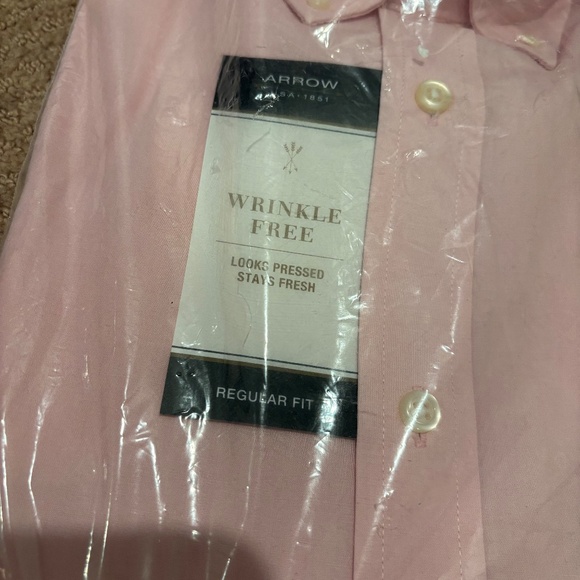 ARROW
USA · 1851
WRINKLE
FREE
LOOKS PRESSED
STAYS FRESH
REGULAR FIT